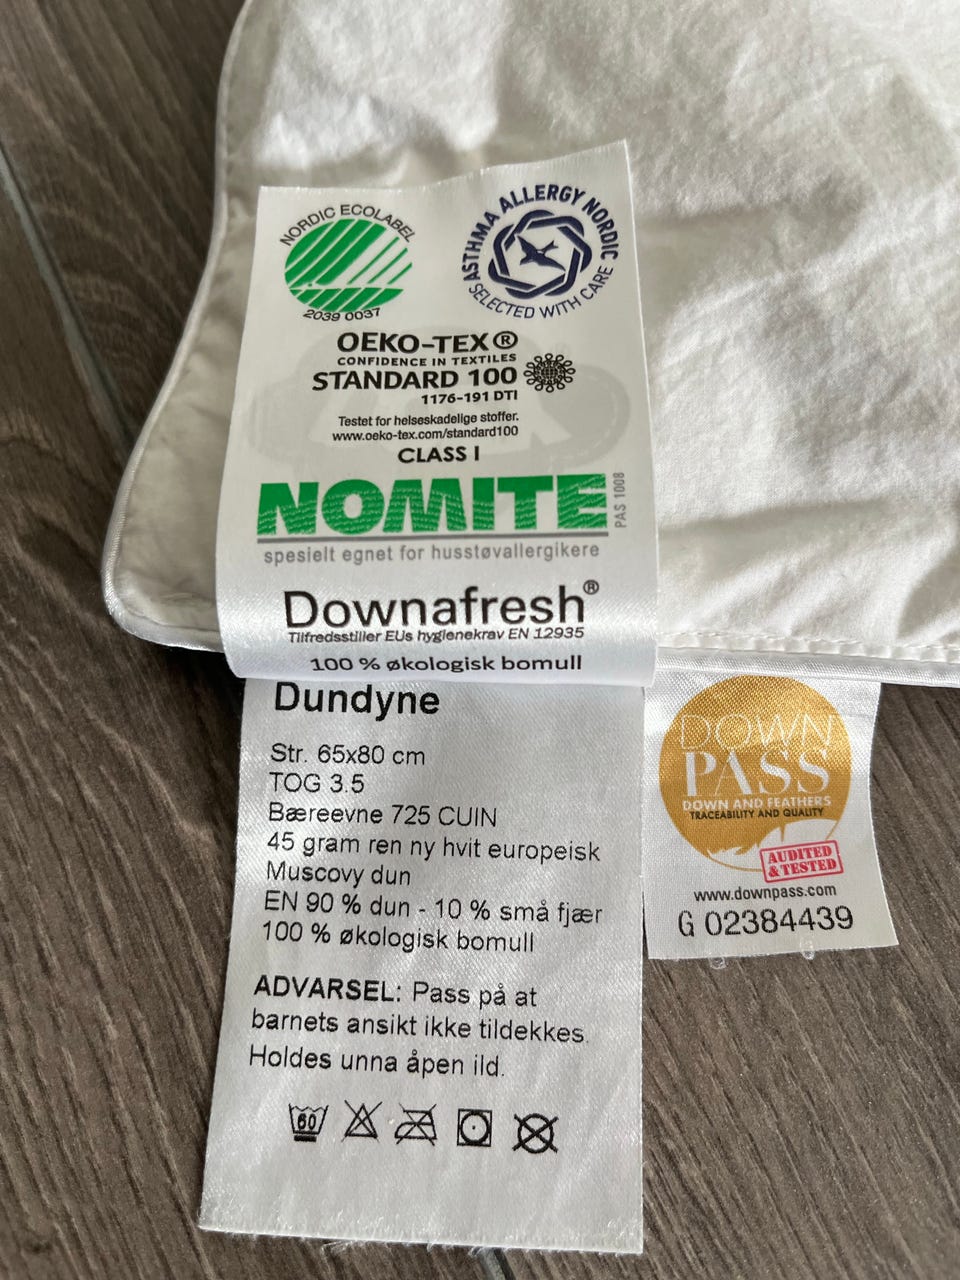 NORDIC ECOLABEL
2039 0037
ASTHMA ALLERGY NORDIC
SELECTED WITH CARE
OEKO-TEX®
CONFIDENCE IN TEXTILES
STANDARD 100
1176-191 DTI
Testet for helseskadelige stoffer.
www.oeko-tex.com/standard100
CLASS I
NOMITE
PAS 1008
spesielt egnet for husstøvallergikere
Downafresh®
Tilfredsstiller EUs hygienekrav EN 12935
100 % økologisk bomull
Dundyne
Str. 65x80 cm
TOG 3.5
Bæreevne 725 CUIN
45 gram ren ny hvit europeisk
Muscovy dun
EN 90 % dun - 10 % små fjær
100 % økologisk bomull
ADVARSEL: Pass på at
barnets ansikt ikke tildekkes.
Holdes unna åpen ild.
60
DOWN
PASS
DOWN AND FEATHERS
TRACEABILITY AND QUALITY
AUDITED
& TESTED
www.downpass.com
G 02384439